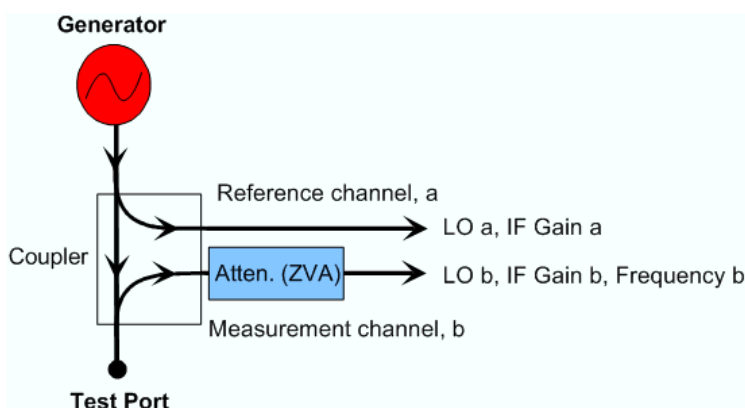 Generator
Reference channel, a
LO a, IF Gain a
Coupler
Atten. (ZVA)
LO b, IF Gain b, Frequency b
Measurement channel, b
Test Port